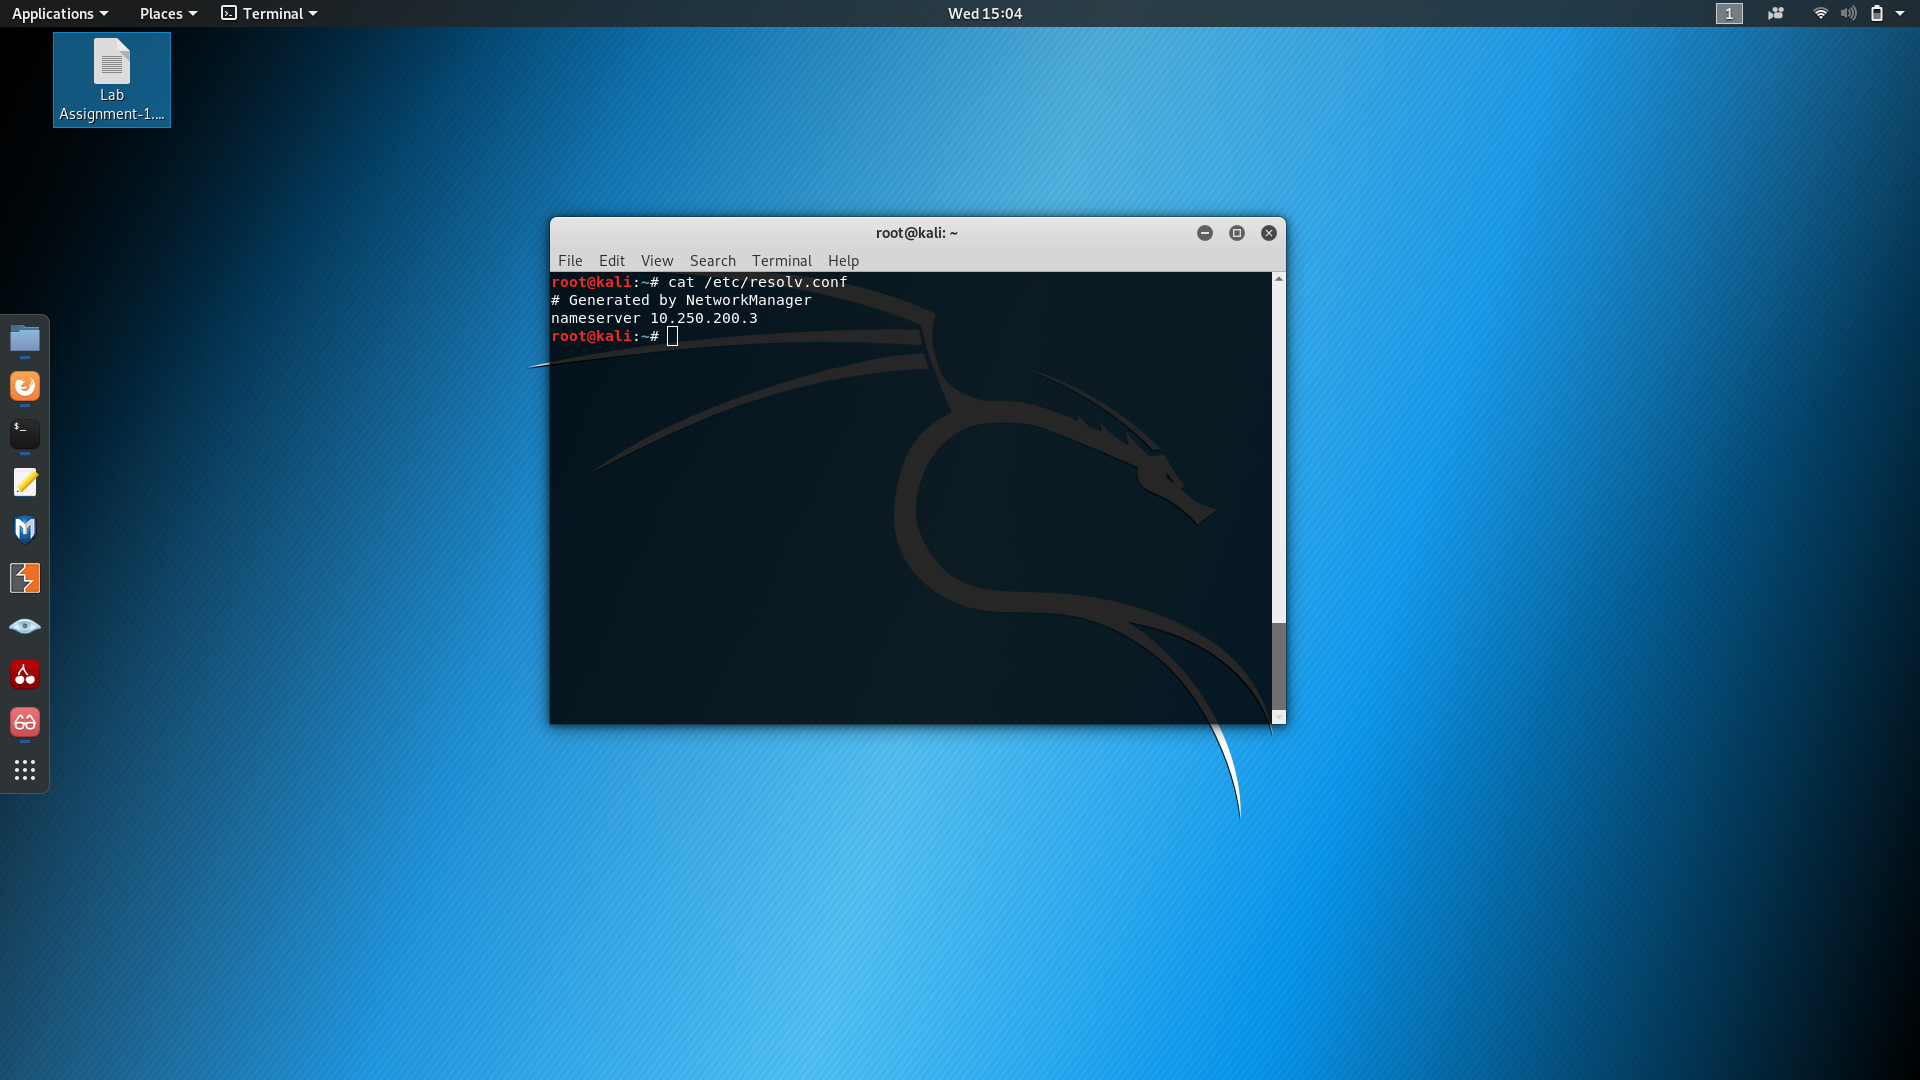 Applications Places Terminal Wed 15:04 1
Lab
Assignment-1....
root@kali: ~
File Edit View Search Terminal Help
root@kali:~# cat /etc/resolv.conf
# Generated by NetworkManager
nameserver 10.250.200.3
root@kali:~#
$_